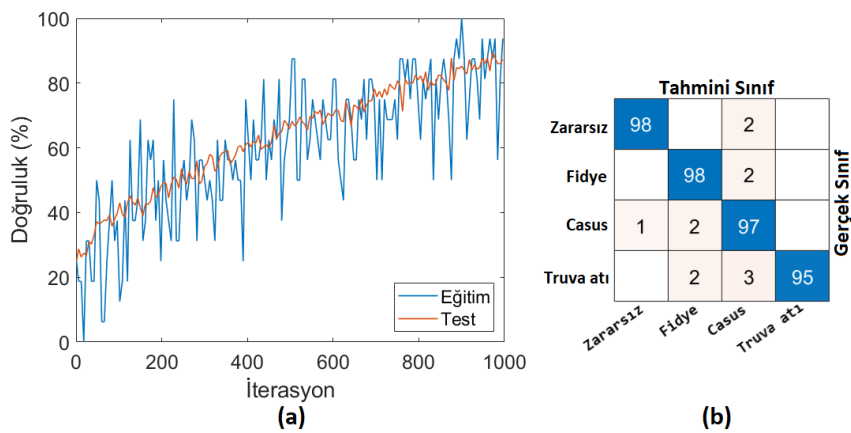 100
80
60
40
20
0
Doğruluk (%)
Eğitim
Test
0
200
400
600
800
1000
İterasyon
(a)
Tahmini Sınıf
Zararsız
98
2
Fidye
98
2
Casus
1
2
97
Truva atı
2
3
95
Gerçek Sınıf
Zararsız
Fidye
Casus
Truva atı
(b)